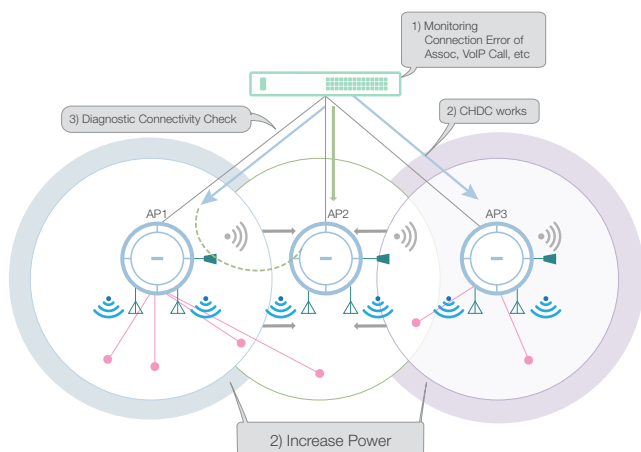 1) Monitoring
Connection Error of
Assoc, VoIP Call, etc
3) Diagnostic Connectivity Check
2) CHDC works
AP1
AP2
AP3
2) Increase Power